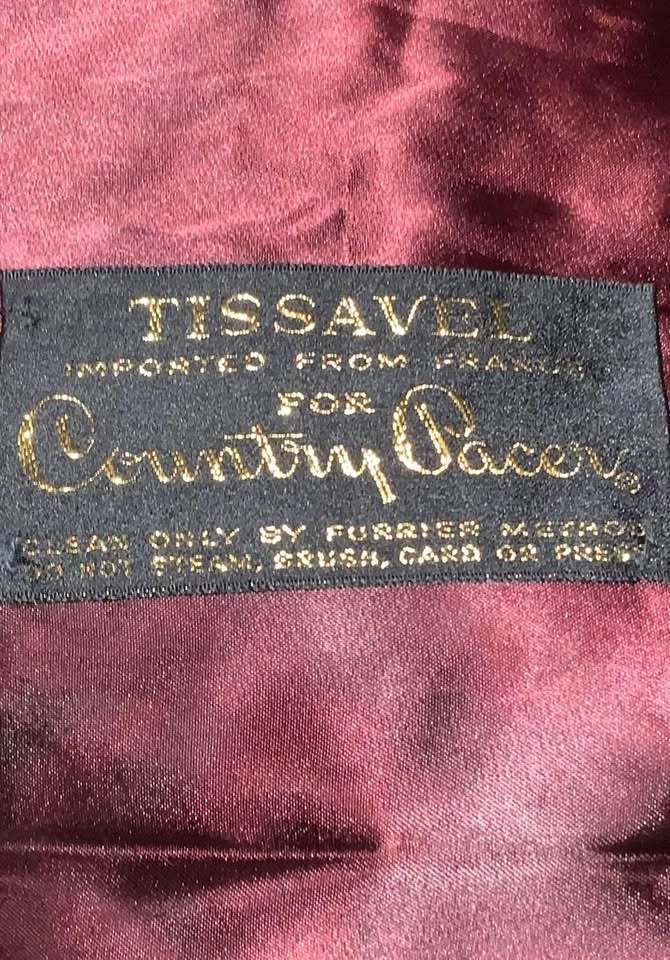 TISSAVEL
IMPORTED FROM FRANCE
FOR
Country Pacer®
CLEAN ONLY BY FURRIER METHOD
DO NOT STEAM, BRUSH, CARD OR PRESS